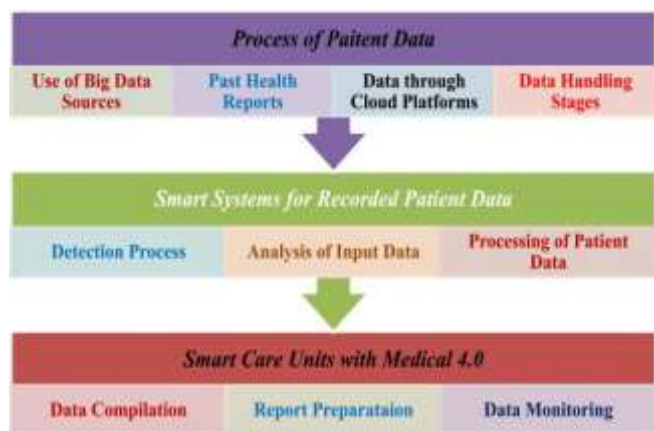 Process of Paitent Data
Use of Big Data
Sources
Past Health
Reports
Data through
Cloud Platforms
Data Handling
Stages
Smart Systems for Recorded Patient Data
Detection Process
Analysis of Input Data
Processing of Patient
Data
Smart Care Units with Medical 4.0
Data Compilation
Report Preparataion
Data Monitoring